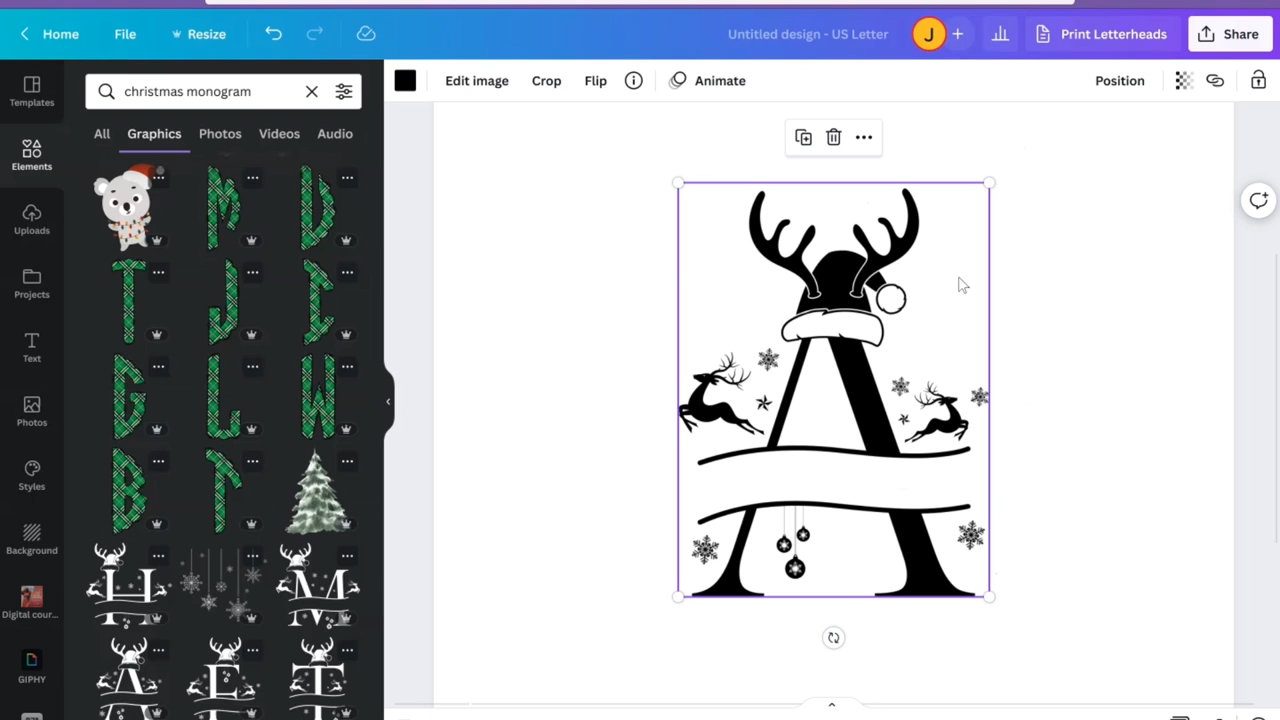 Home File Resize Untitled design - US Letter J + Print Letterheads Share
christmas monogram
Edit image Crop Flip Animate Position
All Graphics Photos Videos Audio
Templates
Elements
Uploads
Projects
Text
Photos
Styles
Background
Digital cour...
GIPHY
M D
T J C
G L W
B T
H M
A E T
A